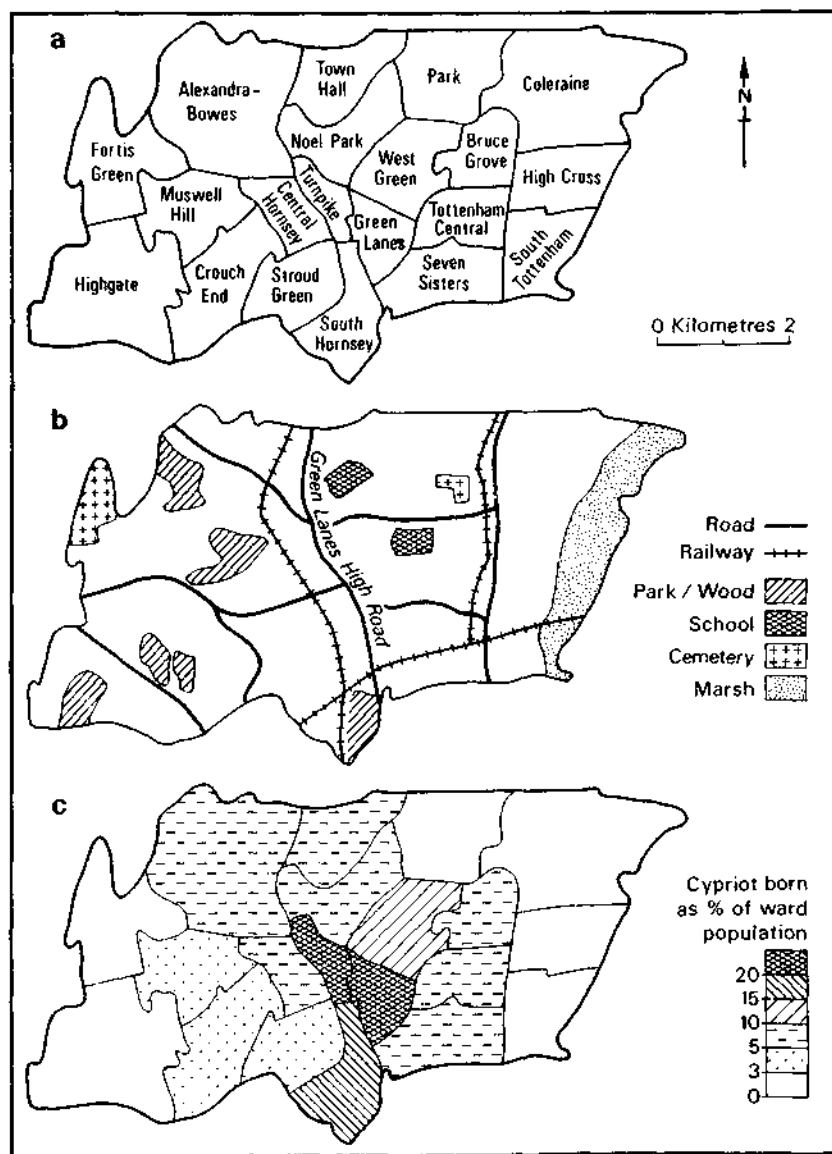 a
Alexandra-
Bowes
Town
Hall
Park
Coleraine
N
Fortis
Green
Noel Park
West
Green
Bruce
Grove
High Cross
Muswell
Hill
Central
Hornsey
Turnpike
Green
Lanes
Tottenham
Central
South
Tottenham
Highgate
Crouch
End
Stroud
Green
Seven
Sisters
South
Hornsey
0 Kilometres 2
b
Green Lanes High Road
Road
Railway
Park / Wood
School
Cemetery
Marsh
c
Cypriot born
as % of ward
population
20
15
10
5
3
0